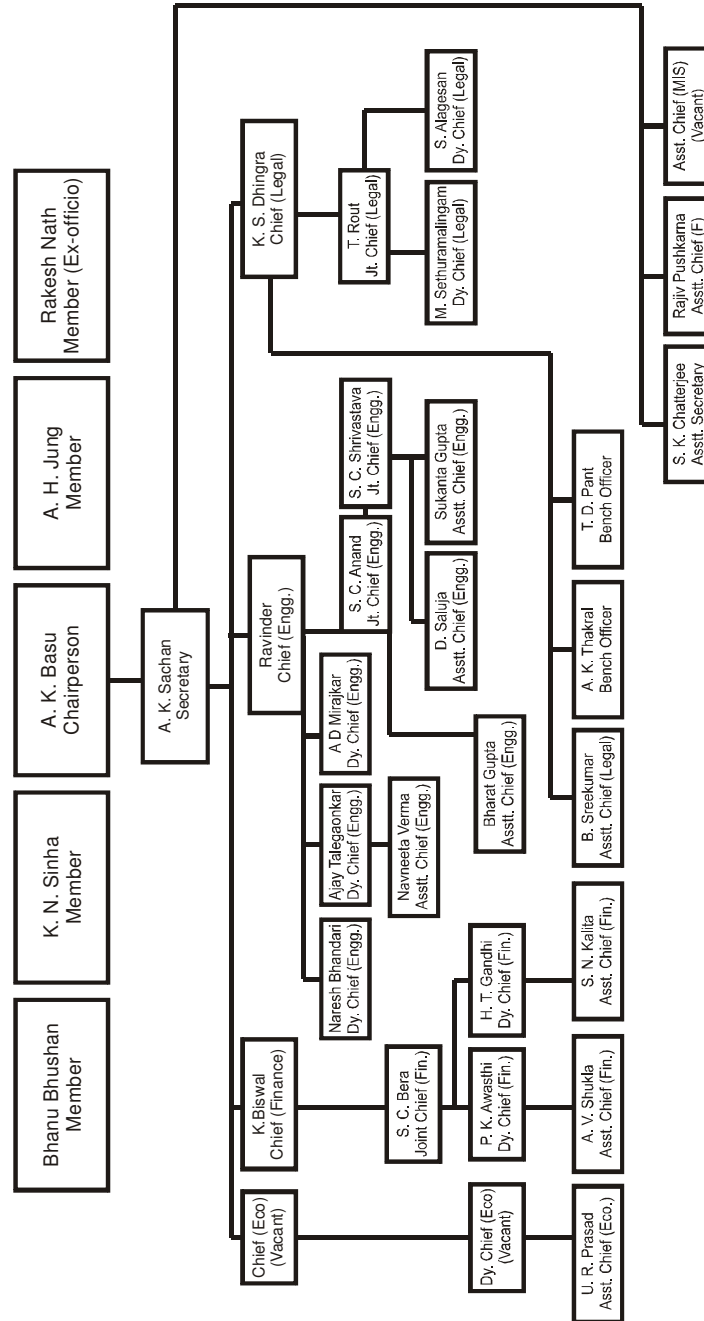 Bhanu Bhushan
Member
K. N. Sinha
Member
A. K. Basu
Chairperson
A. H. Jung
Member
Rakesh Nath
Member (Ex-officio)
A. K. Sachan
Secretary
Chief (Eco)
(Vacant)
K.Biswal
Chief (Finance)
Ravinder
Chief (Engg.)
K. S. Dhingra
Chief (Legal)
Naresh Bhandari
Dy. Chief (Engg.)
Ajay Talegaonkar
Dy. Chief (Engg.)
A D Mirajkar
Dy. Chief (Engg.)
S. C. Anand
Jt. Chief (Engg.)
S. C. Shrivastava
Jt. Chief (Engg.)
T. Rout
Jt. Chief (Legal)
S. C. Bera
Joint Chief (Fin.)
Navneeta Verma
Asstt. Chief (Engg.)
D. Saluja
Asstt. Chief (Engg.)
Sukanta Gupta
Asstt. Chief (Engg.)
M. Sethuramalingam
Dy. Chief (Legal)
S. Alagesan
Dy. Chief (Legal)
Dy. Chief (Eco)
(Vacant)
P. K. Awasthi
Dy. Chief (Fin.)
H. T. Gandhi
Dy. Chief (Fin.)
Bharat Gupta
Asstt. Chief (Engg.)
U. R. Prasad
Asst. Chief (Eco.)
A. V. Shukla
Asst. Chief (Fin.)
S. N. Kalita
Asst. Chief (Fin.)
B. Sreekumar
Asstt. Chief (Legal)
A. K. Thakral
Bench Officer
T. D. Pant
Bench Officer
S. K. Chatterjee
Asstt. Secretary
Rajiv Pushkarna
Asstt. Chief (F)
Asst. Chief (MIS)
(Vacant)